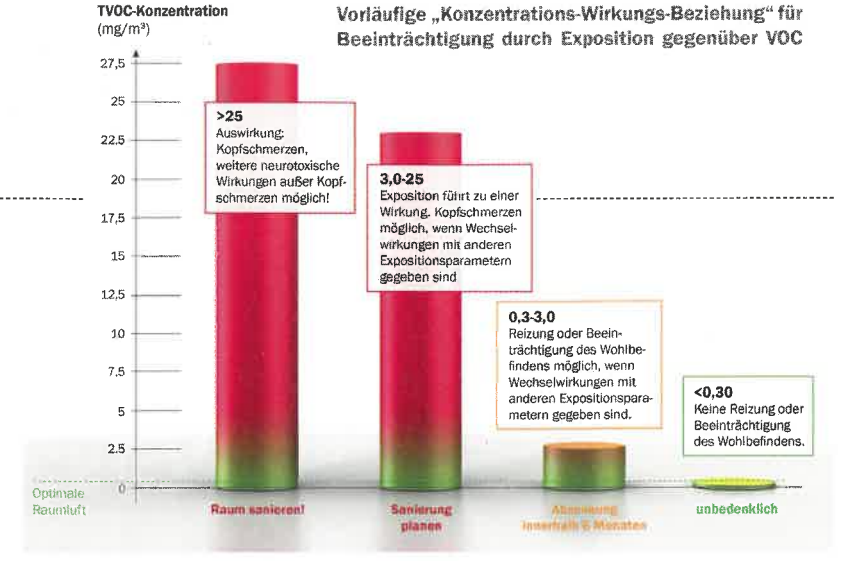 TVOC-Konzentration
(mg/m³)
Vorläufige „Konzentrations-Wirkungs-Beziehung“ für
Beeinträchtigung durch Exposition gegenüber VOC
27,5
25
22.5
20
17,5
15
12,5
10
7,5
5
2.5
0
Optimale
Raumluft
>25
Auswirkung:
Kopfschmerzen,
weitere neurotoxische
Wirkungen außer Kopf-
schmerzen möglich!
3,0-25
Exposition führt zu einer
Wirkung. Kopfschmerzen
möglich, wenn Wechsel-
wirkungen mit anderen
Expositionsparametern
gegeben sind
0,3-3,0
Reizung oder Beein-
trächtigung des Wohlbe-
findens möglich, wenn
Wechselwirkungen mit
anderen Expositionspara-
metern gegeben sind.
<0,30
Keine Reizung oder
Beeinträchtigung
des Wohlbefindens.
Raum sanieren!
Sanierung
planen
Absenkung
innerhalb 6 Monaten
unbedenklich